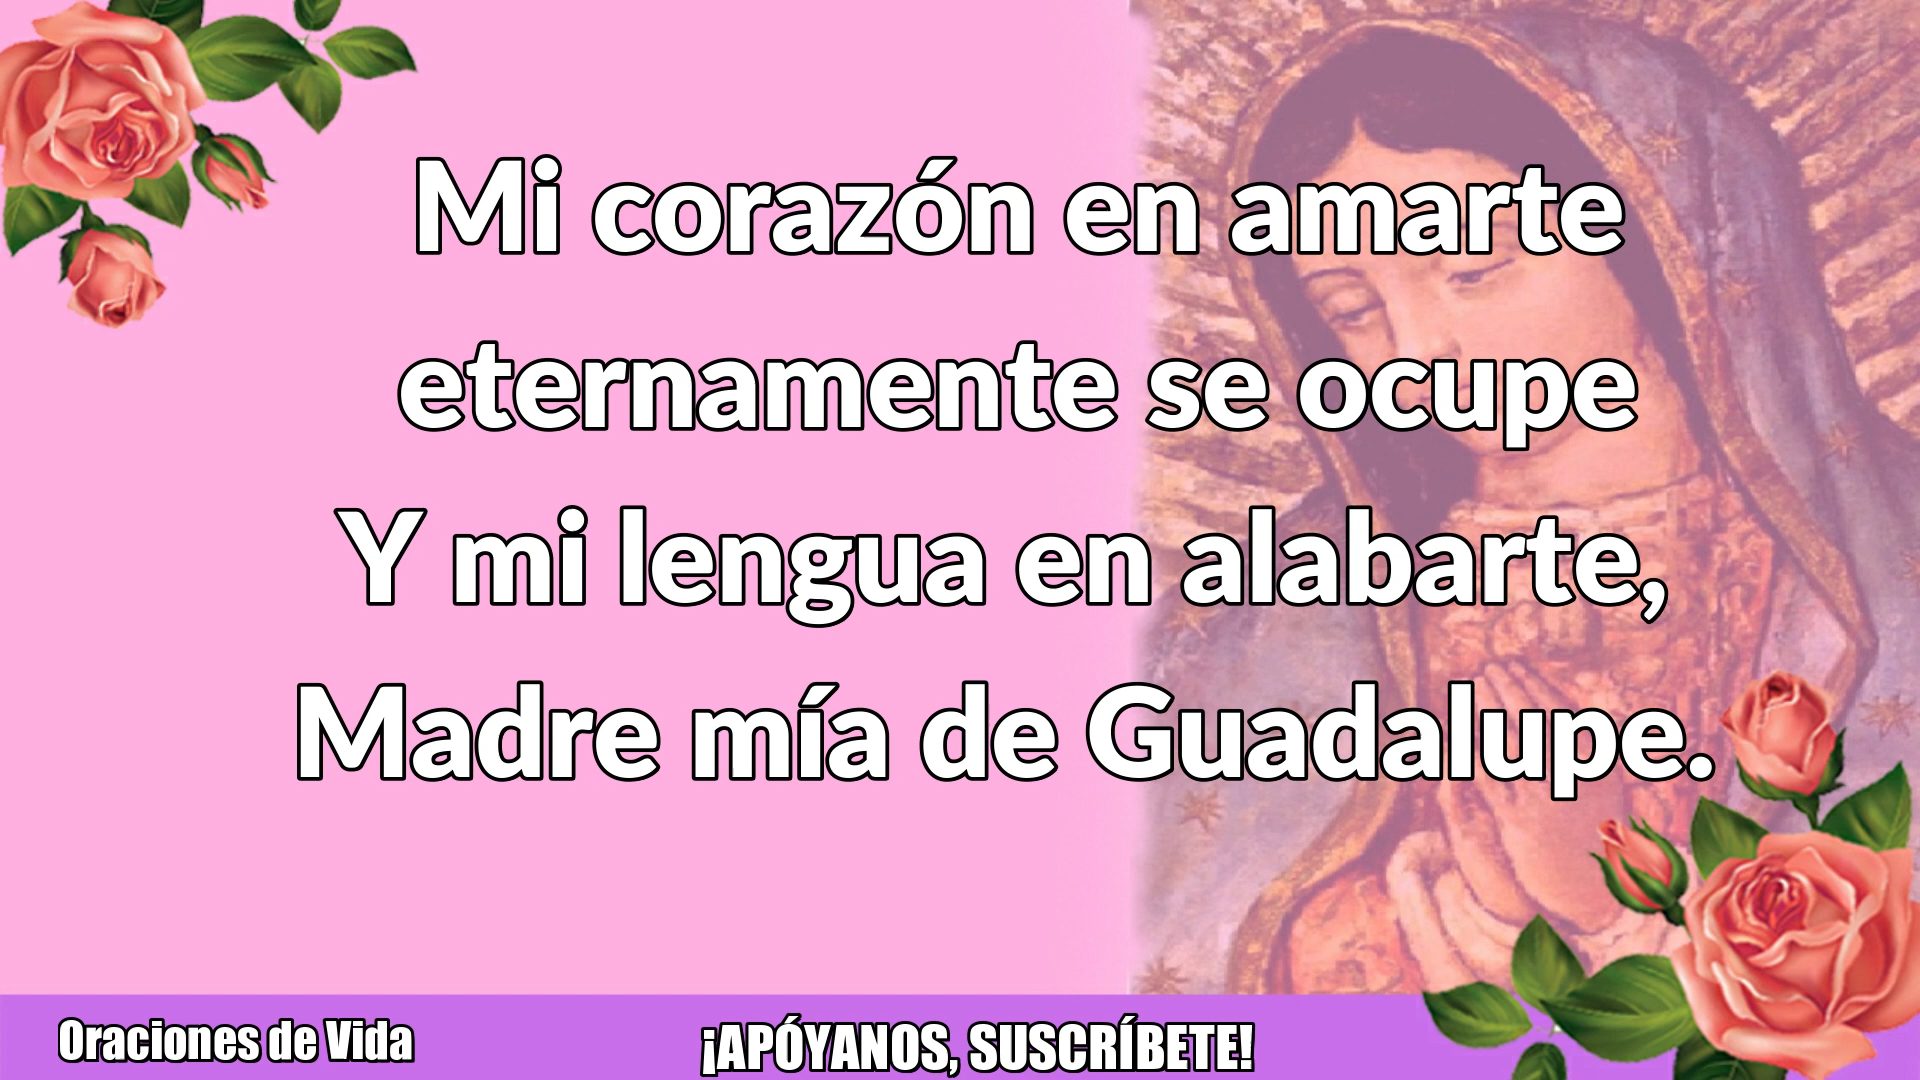 Mi corazón en amarte
eternamente se ocupe
Y mi lengua en alabarte,
Madre mía de Guadalupe.
Oraciones de Vida
¡APÓYANOS, SUSCRÍBETE!